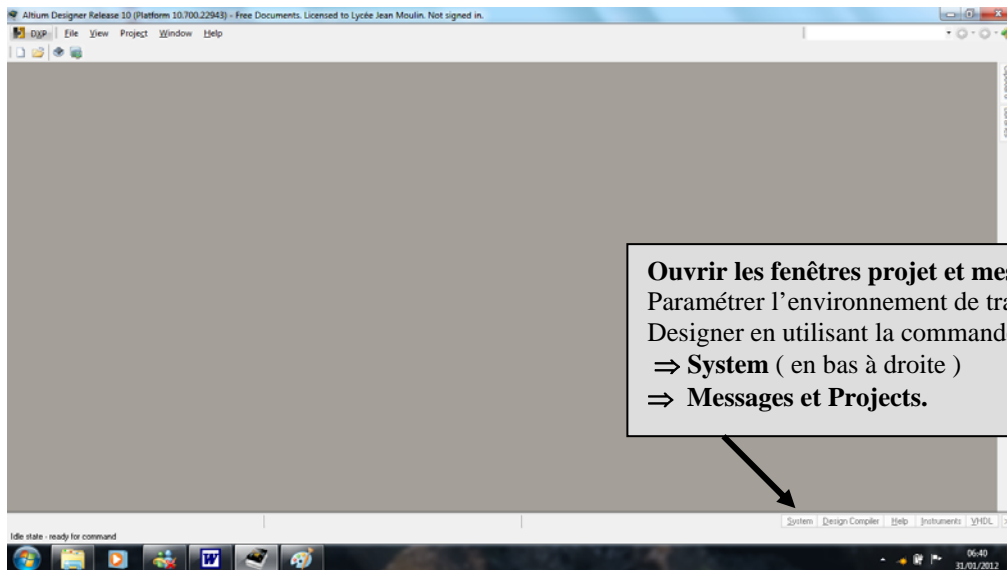 Altium Designer Release 10 (Platform 10.700.22943) - Free Documents. Licensed to Lycée Jean Moulin. Not signed in.
DXP File View Project Window Help
Ouvrir les fenêtres projet et mes
Paramétrer l'environnement de tra
Designer en utilisant la command
⇒ System ( en bas à droite )
⇒ Messages et Projects.
System Design Compiler Help Instruments VHDL
Idle state - ready for command
06:40
31/01/2012